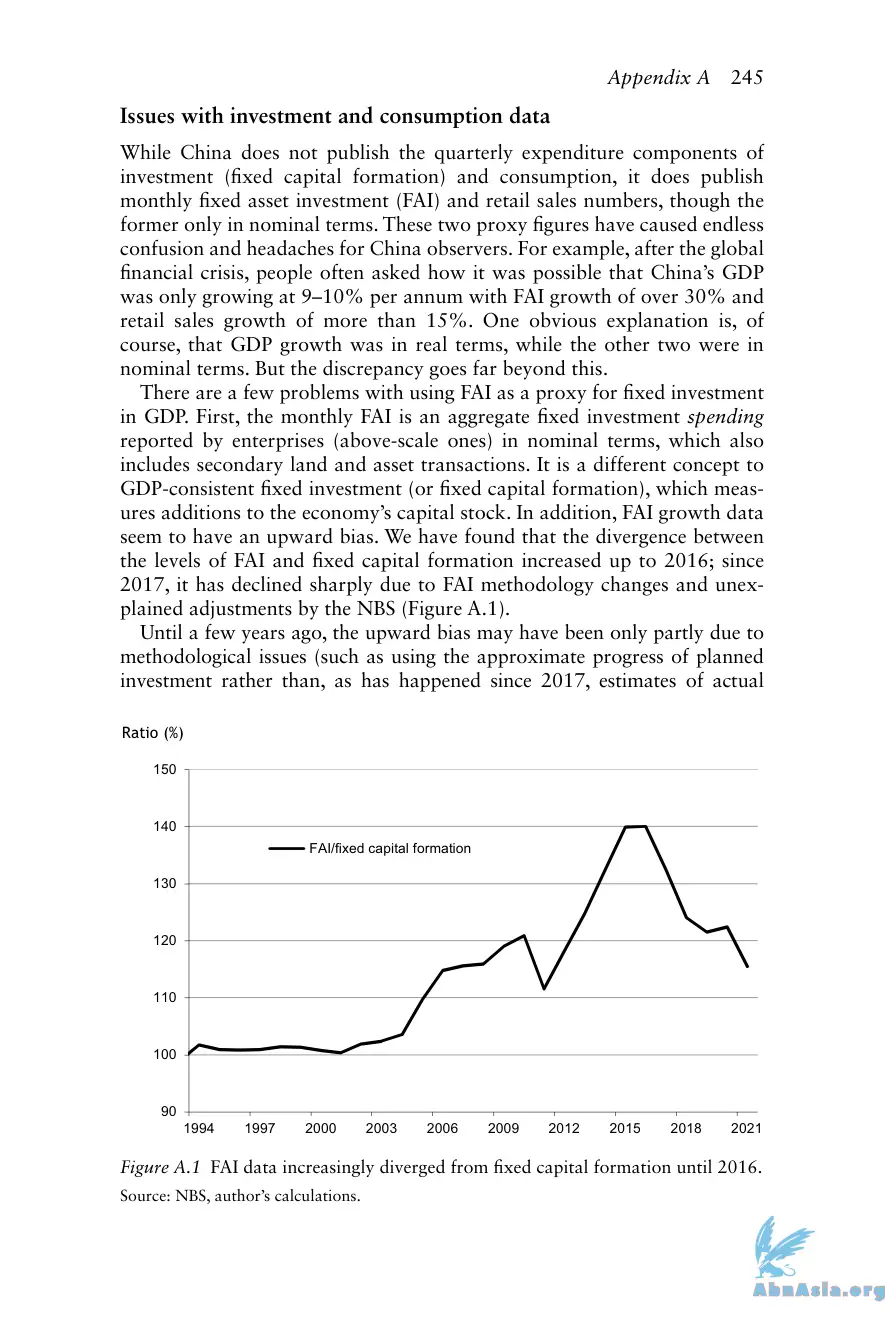 Appendix A 245
Issues with investment and consumption data
While China does not publish the quarterly expenditure components of
investment (fixed capital formation) and consumption, it does publish
monthly fixed asset investment (FAI) and retail sales numbers, though the
former only in nominal terms. These two proxy figures have caused endless
confusion and headaches for China observers. For example, after the global
financial crisis, people often asked how it was possible that China’s GDP
was only growing at 9–10% per annum with FAI growth of over 30% and
retail sales growth of more than 15%. One obvious explanation is, of
course, that GDP growth was in real terms, while the other two were in
nominal terms. But the discrepancy goes far beyond this.
There are a few problems with using FAI as a proxy for fixed investment
in GDP. First, the monthly FAI is an aggregate fixed investment spending
reported by enterprises (above-scale ones) in nominal terms, which also
includes secondary land and asset transactions. It is a different concept to
GDP-consistent fixed investment (or fixed capital formation), which meas-
ures additions to the economy’s capital stock. In addition, FAI growth data
seem to have an upward bias. We have found that the divergence between
the levels of FAI and fixed capital formation increased up to 2016; since
2017, it has declined sharply due to FAI methodology changes and unex-
plained adjustments by the NBS (Figure A.1).
Until a few years ago, the upward bias may have been only partly due to
methodological issues (such as using the approximate progress of planned
investment rather than, as has happened since 2017, estimates of actual
Ratio (%)
150
140
FAI/fixed capital formation
130
120
110
100
90
1994 1997 2000 2003 2006 2009 2012 2015 2018 2021
Figure A.1 FAI data increasingly diverged from fixed capital formation until 2016.
Source: NBS, author’s calculations.
AbnAsia.org